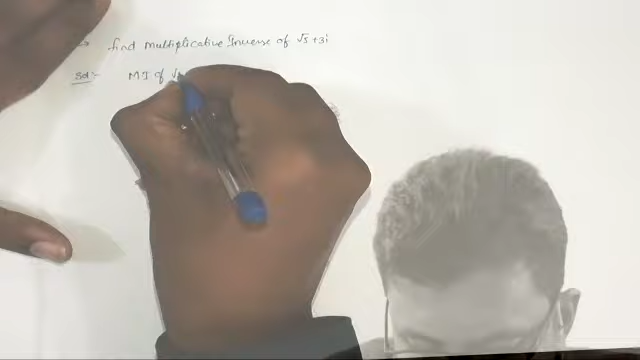 find multiplicative Inverse of √5 + 3i
Sol:- M I of √